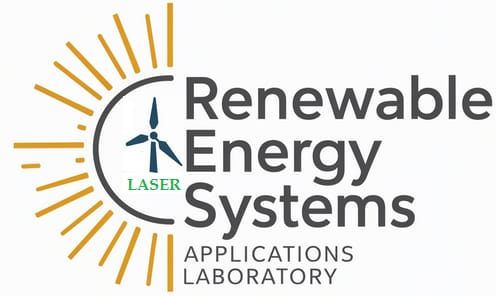 Renewable
Energy
LASER
Systems
APPLICATIONS
LABORATORY